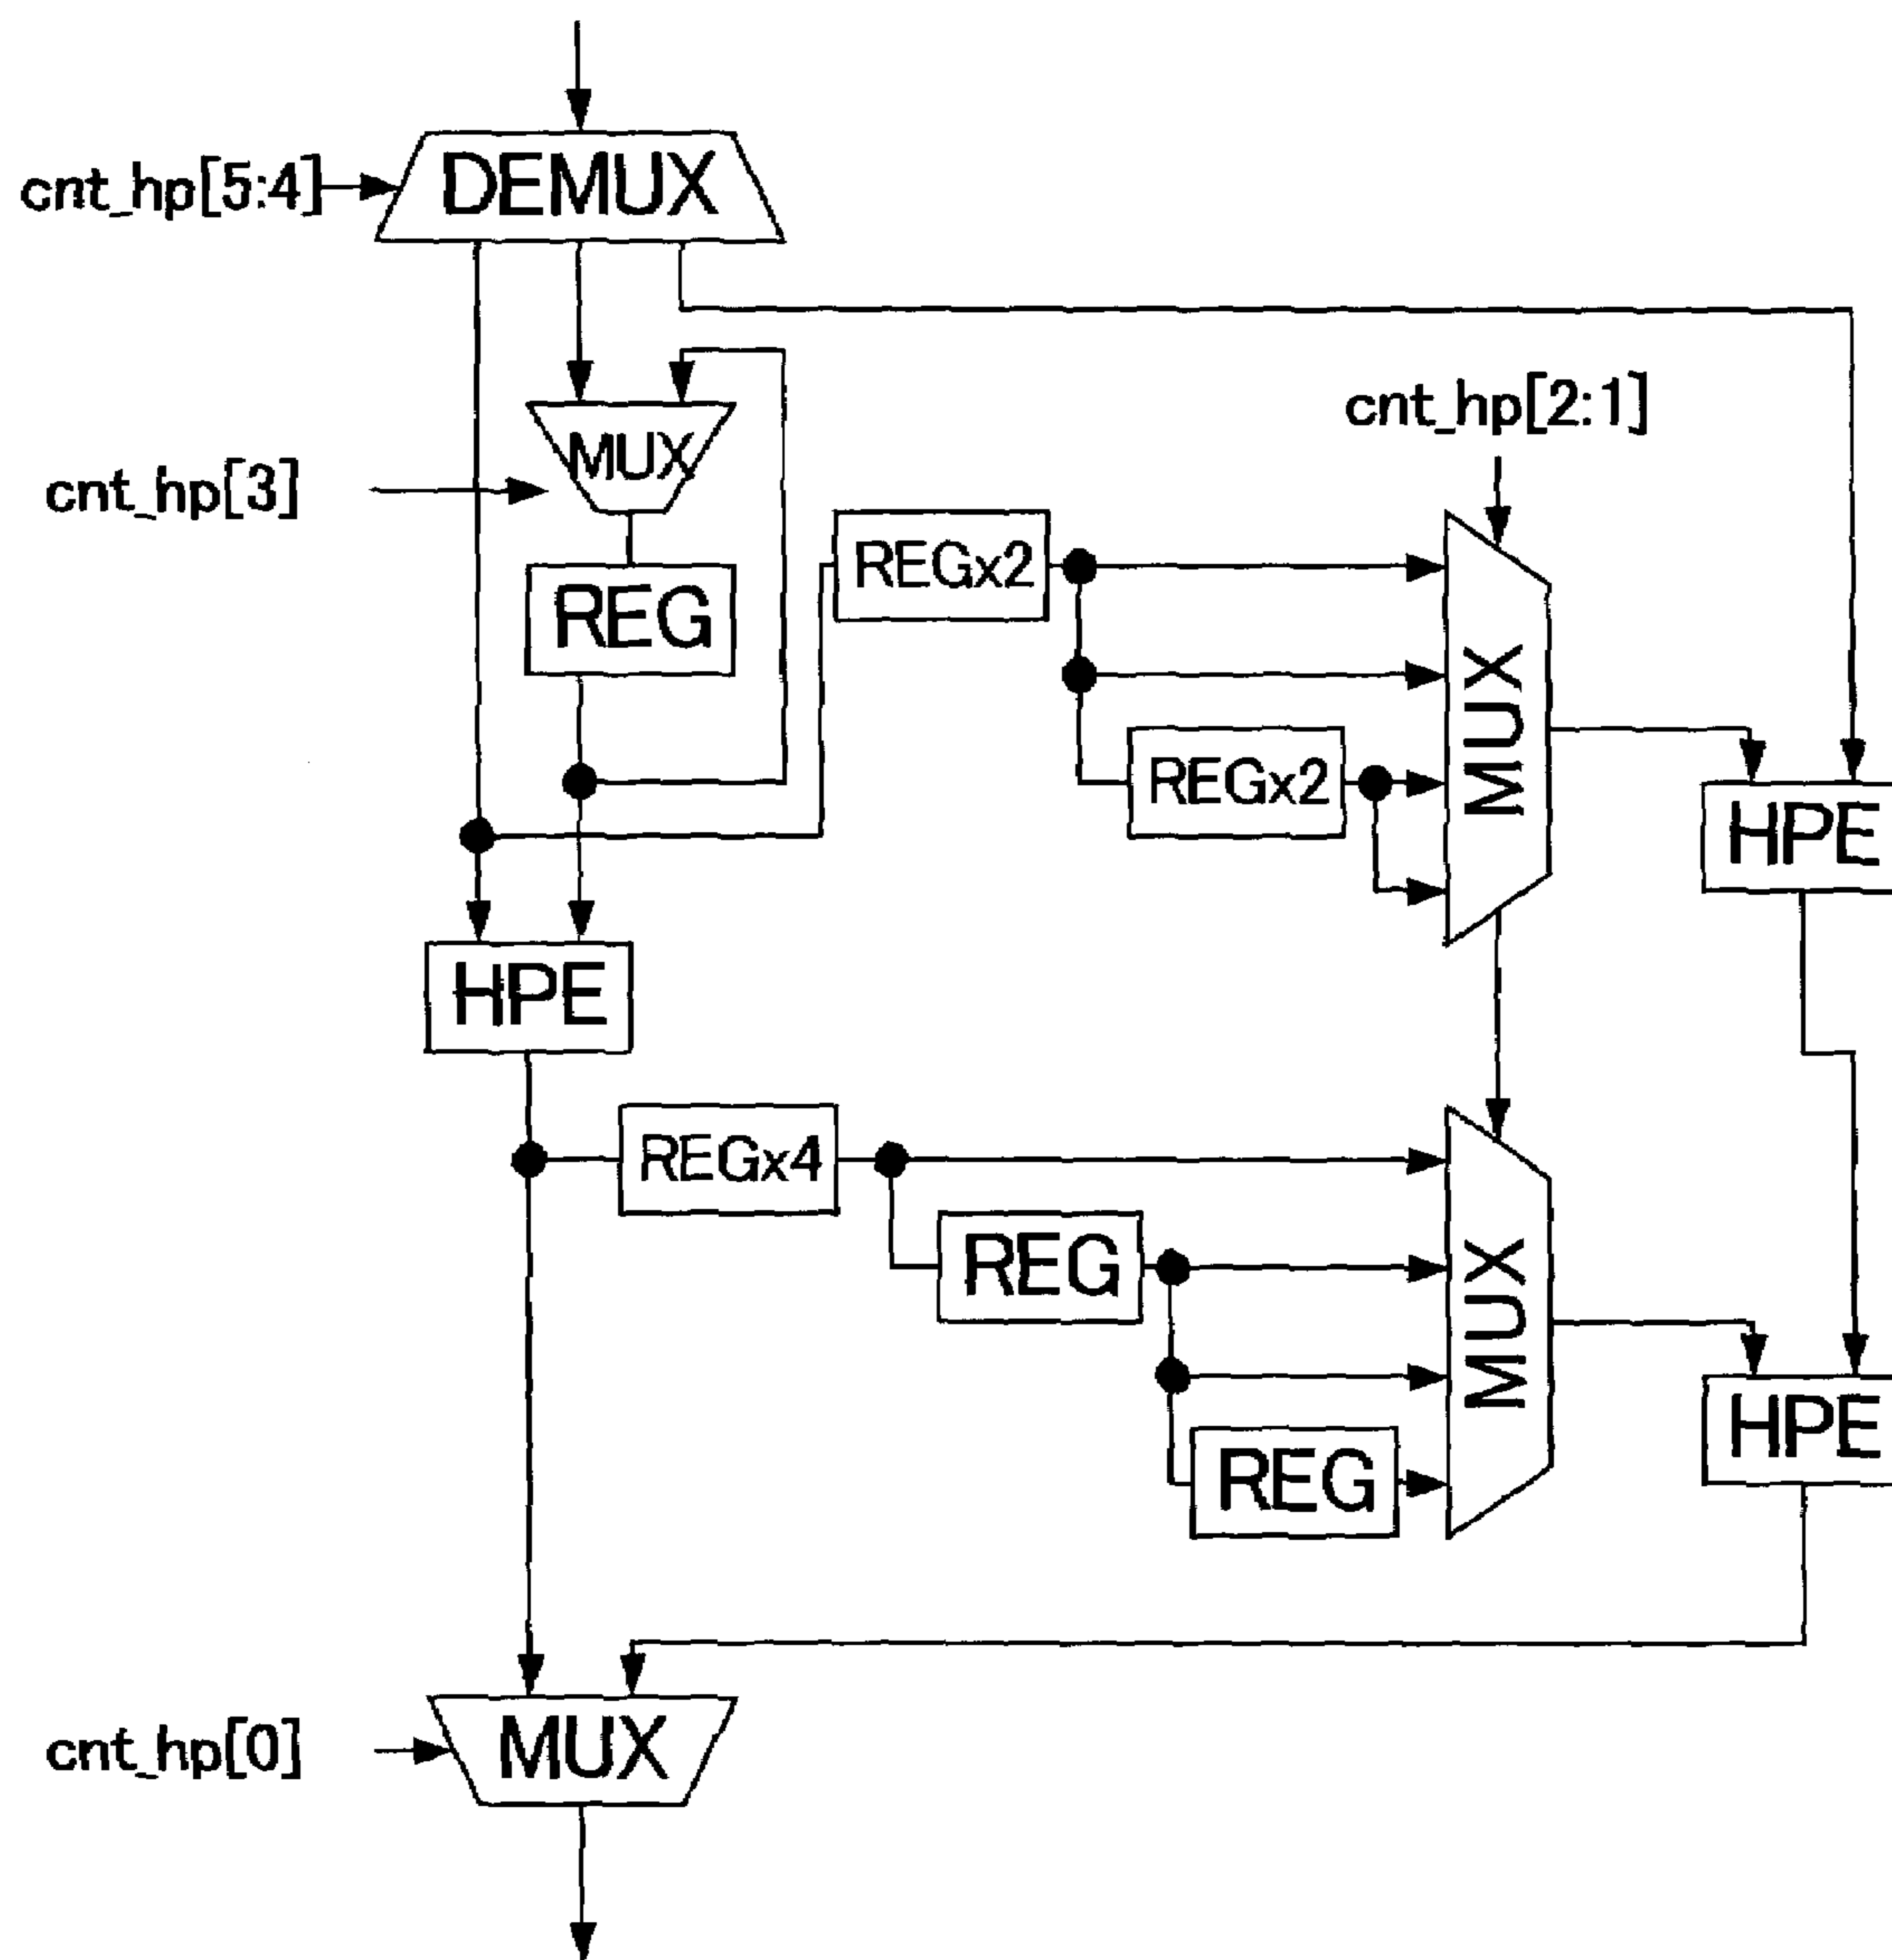 cnt_hp[5:4]
DEMUX
cnt_hp[2:1]
MUX
cnt_hp[3]
REGx2
REG
MUX
REGx2
HPE
HPE
REGx4
REG
MUX
HPE
REG
cnt_hp[0]
MUX